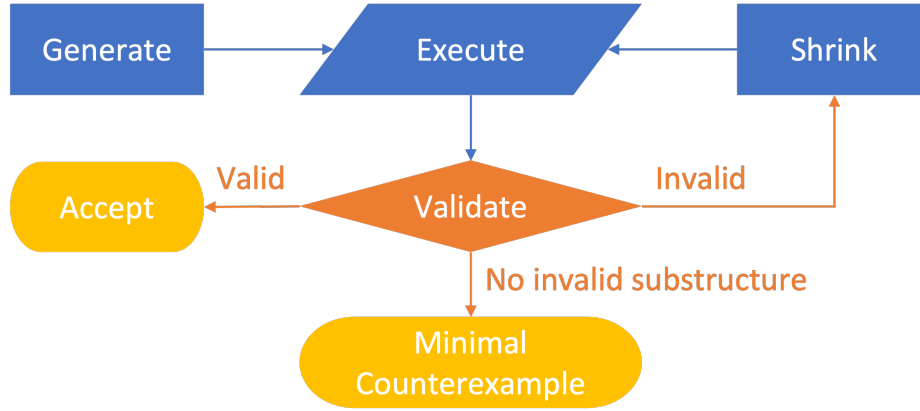 Generate
Execute
Shrink
Valid
Invalid
Accept
Validate
No invalid substructure
Minimal
Counterexample